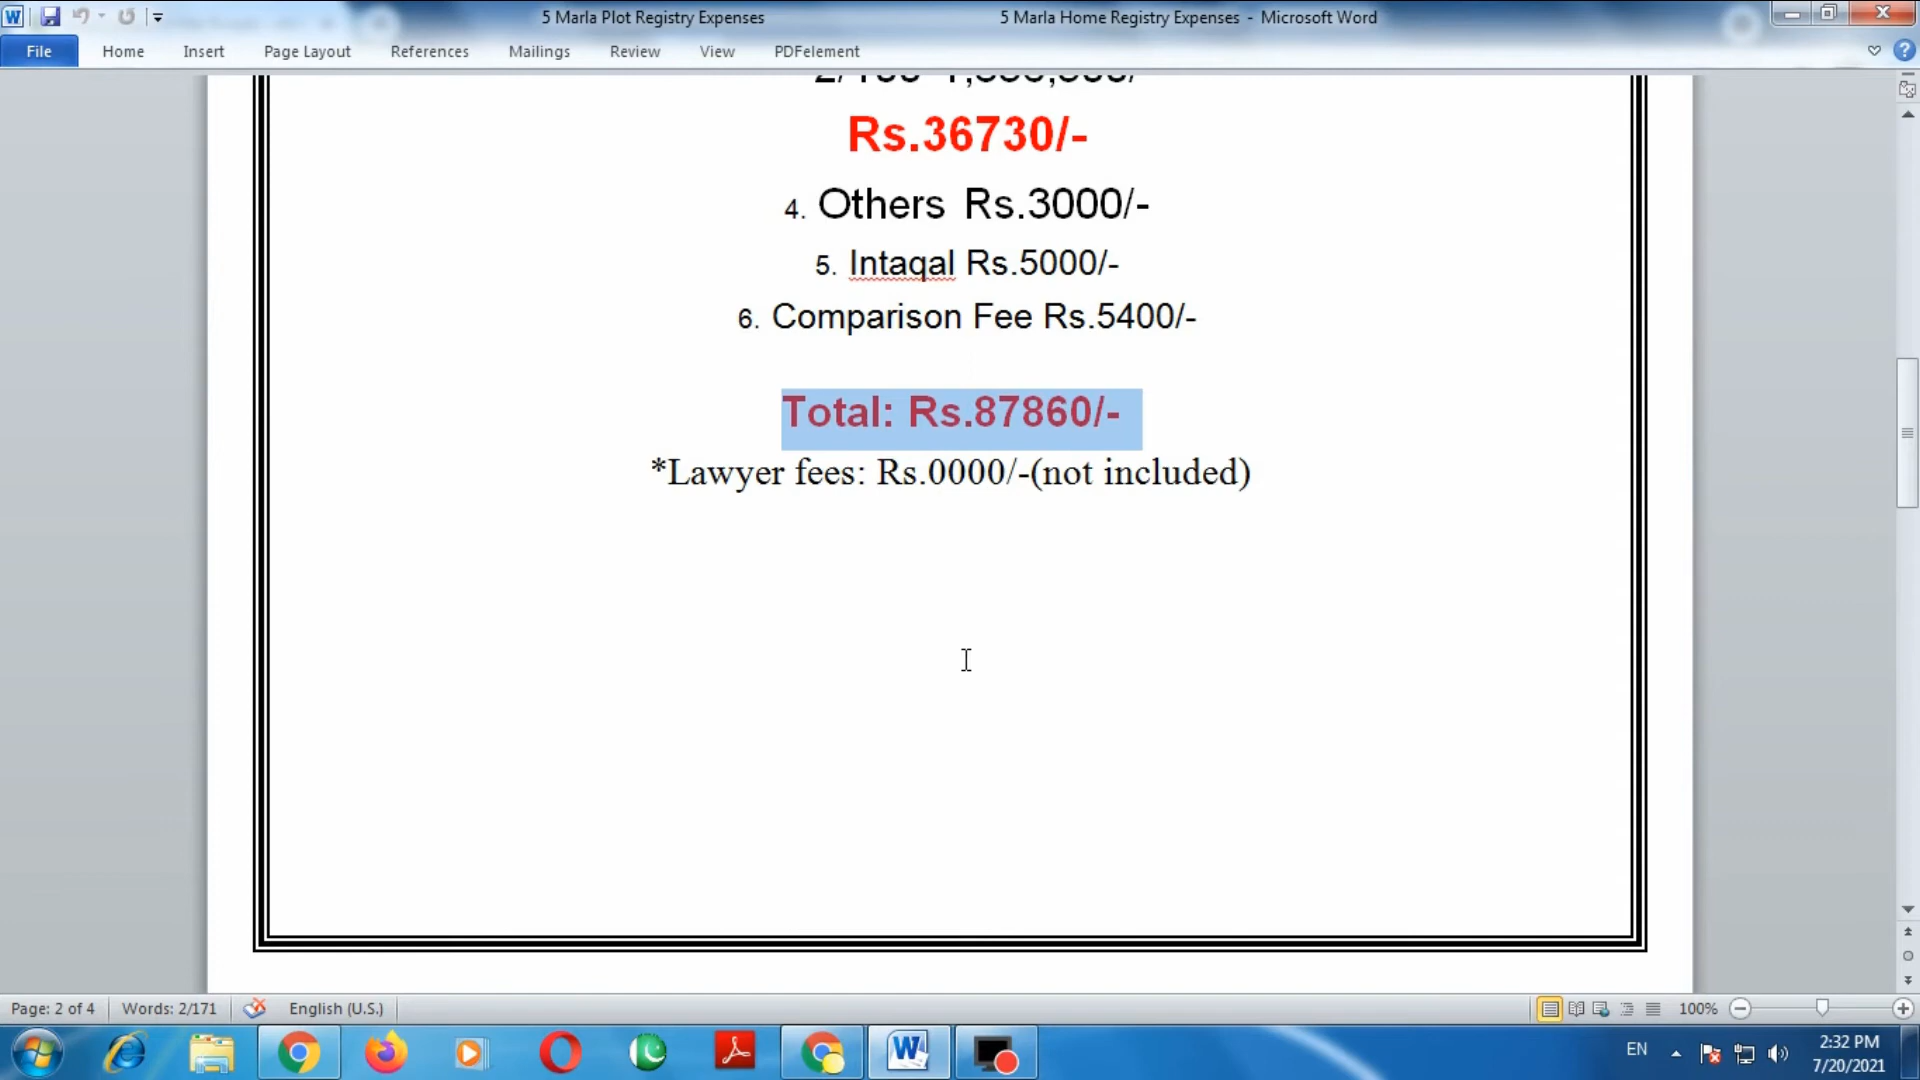 5 Marla Plot Registry Expenses 5 Marla Home Registry Expenses - Microsoft Word
File Home Insert Page Layout References Mailings Review View PDFelement
Rs.36730/-
4. Others Rs.3000/-
5. Intaqal Rs.5000/-
6. Comparison Fee Rs.5400/-
Total: Rs.87860/-
*Lawyer fees: Rs.0000/-(not included)
Page: 2 of 4 Words: 2/171 English (U.S.) 100%
EN 2:32 PM
7/20/2021